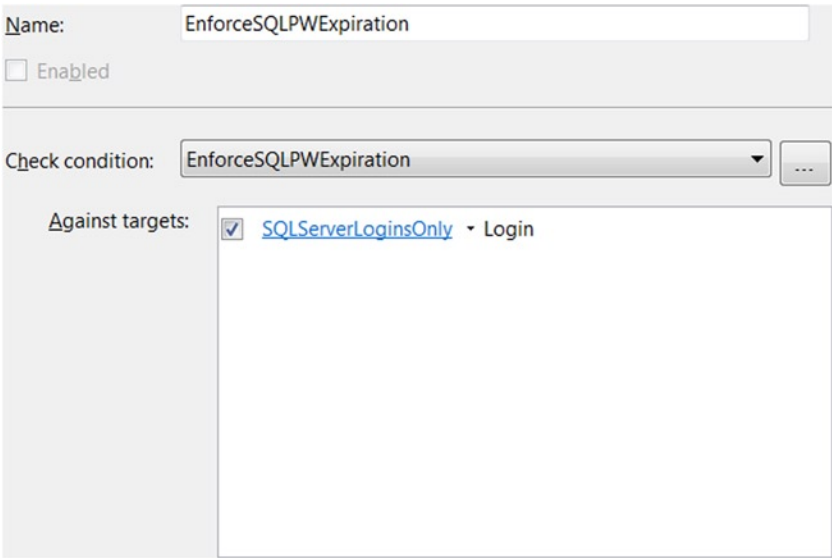 Name: EnforceSQLPWExpiration
Enabled
Check condition: EnforceSQLPWExpiration ...
Against targets: SQLServerLoginsOnly Login